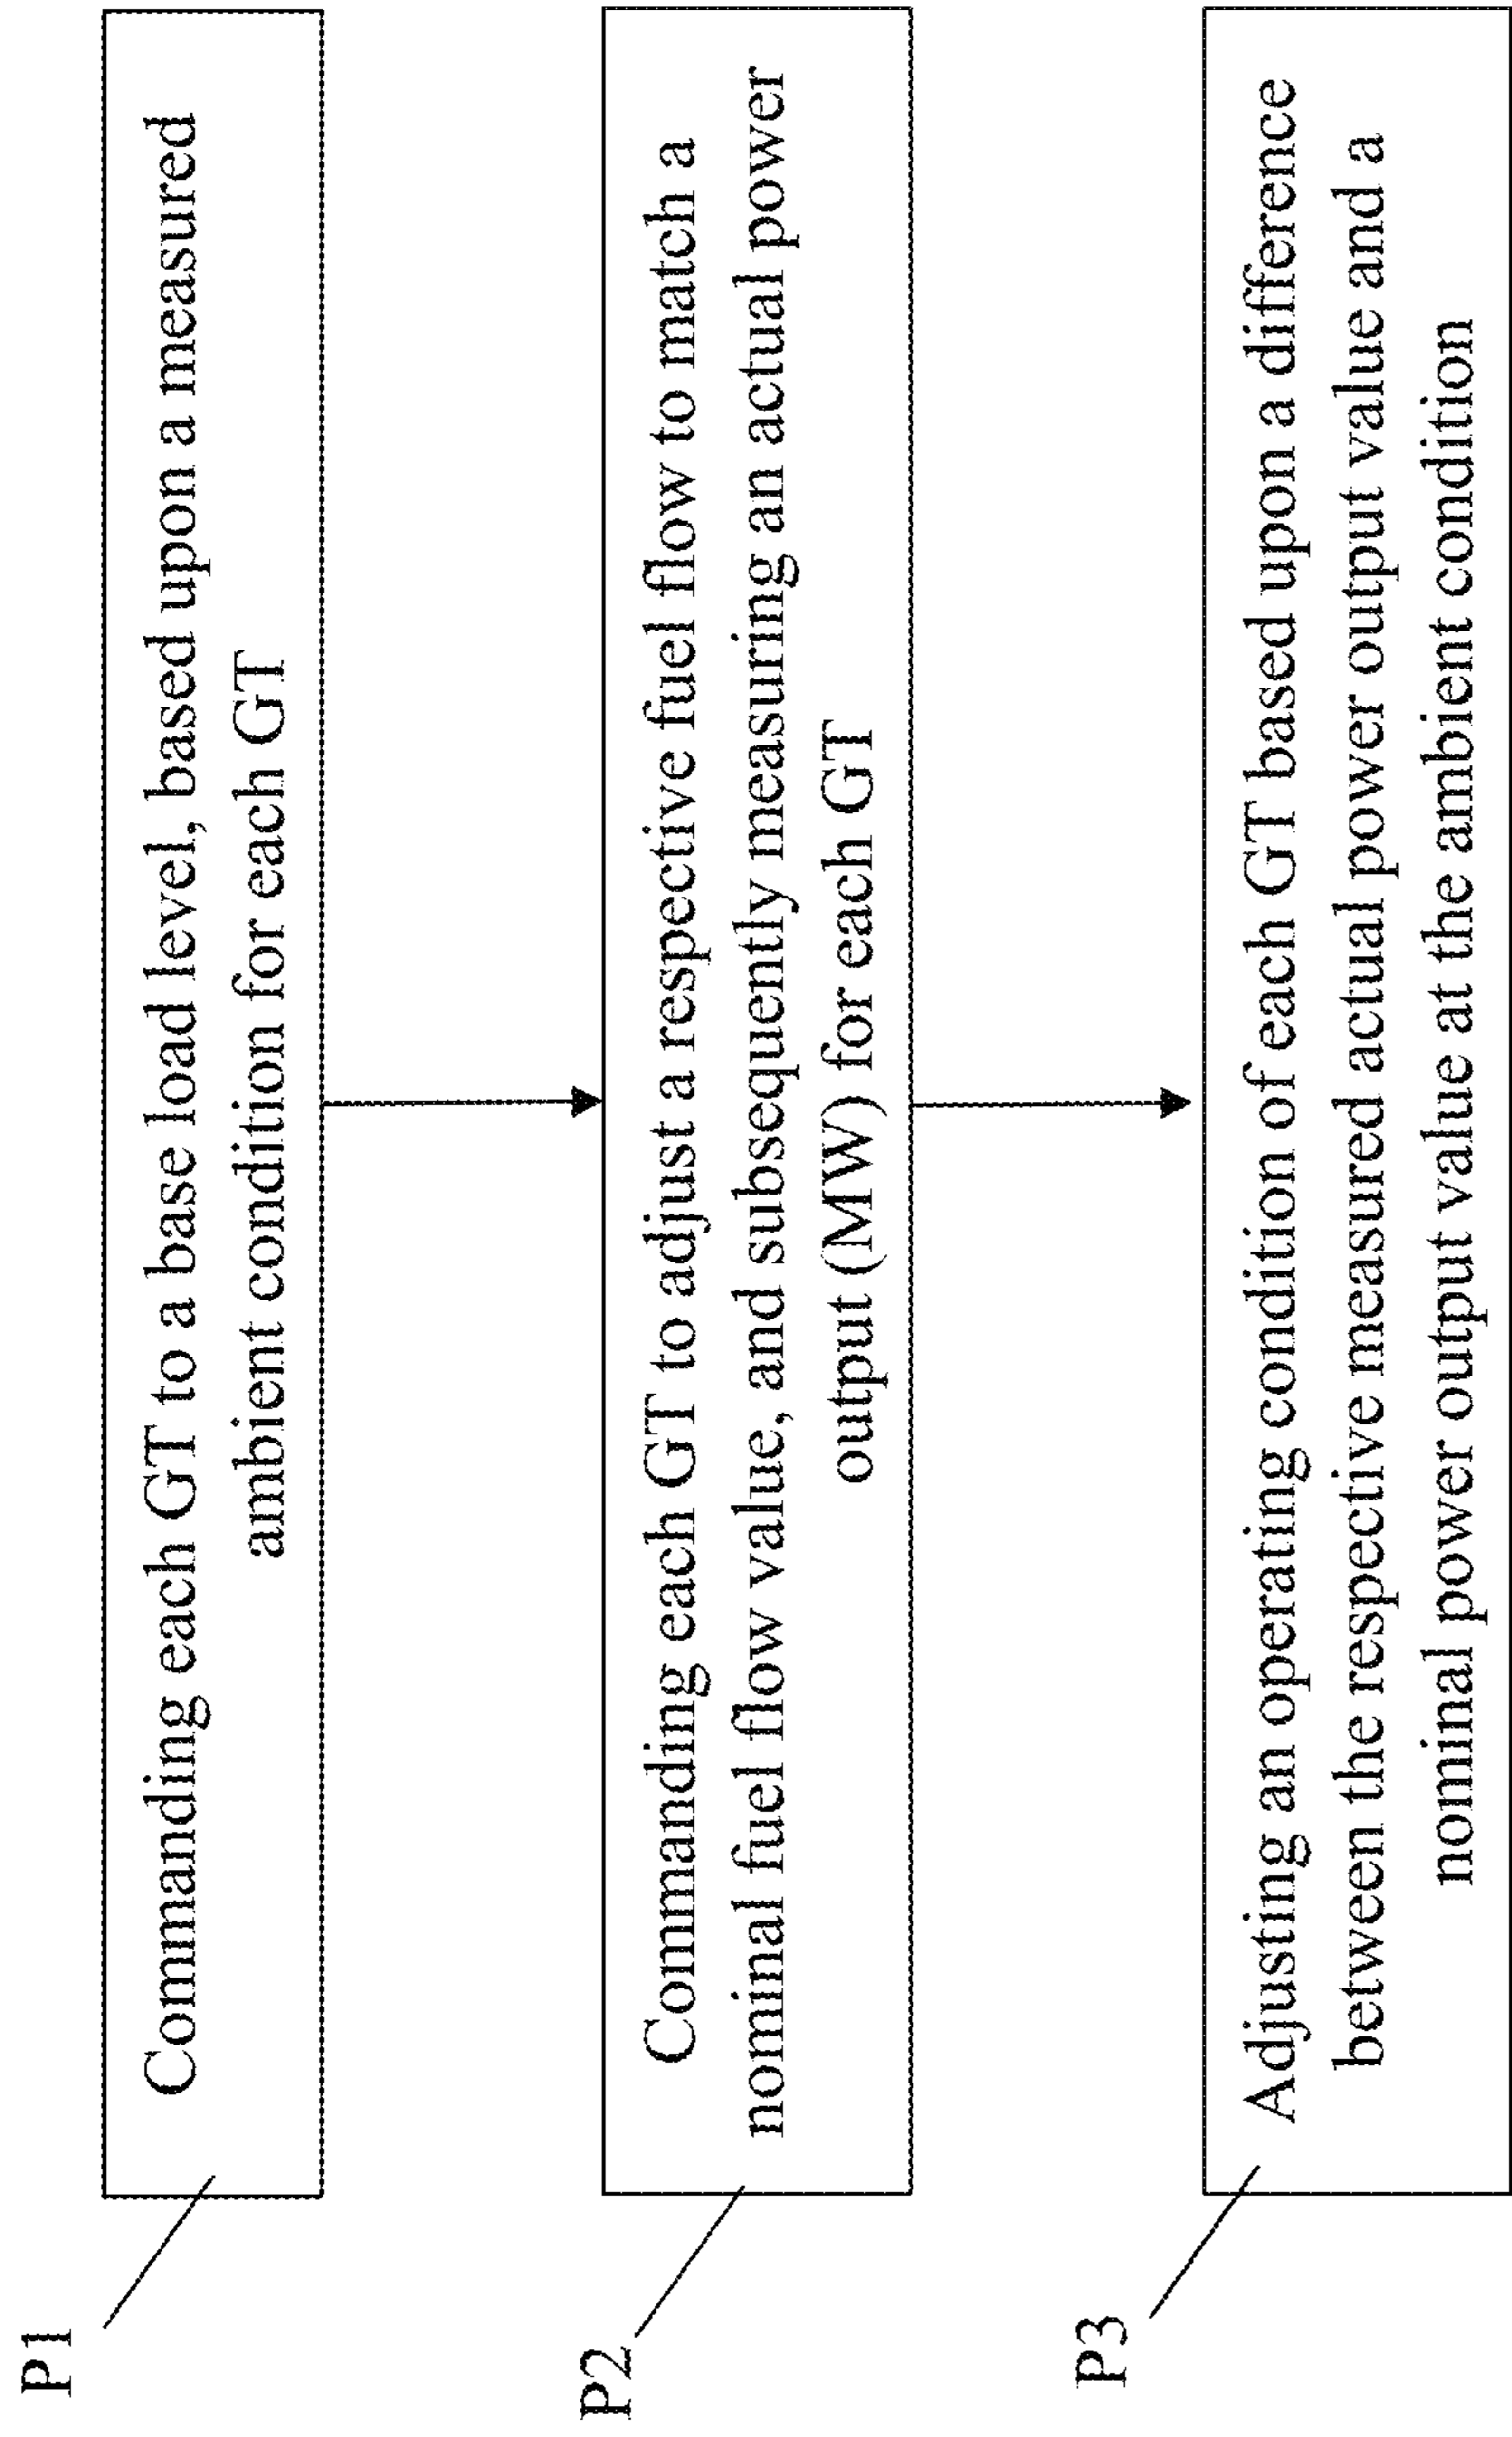 P1
Commanding each GT to a base load level, based upon a measured
ambient condition for each GT
P2
Commanding each GT to adjust a respective fuel flow to match a
nominal fuel flow value, and subsequently measuring an actual power
output (MW) for each GT
P3
Adjusting an operating condition of each GT based upon a difference
between the respective measured actual power output value and a
nominal power output value at the ambient condition